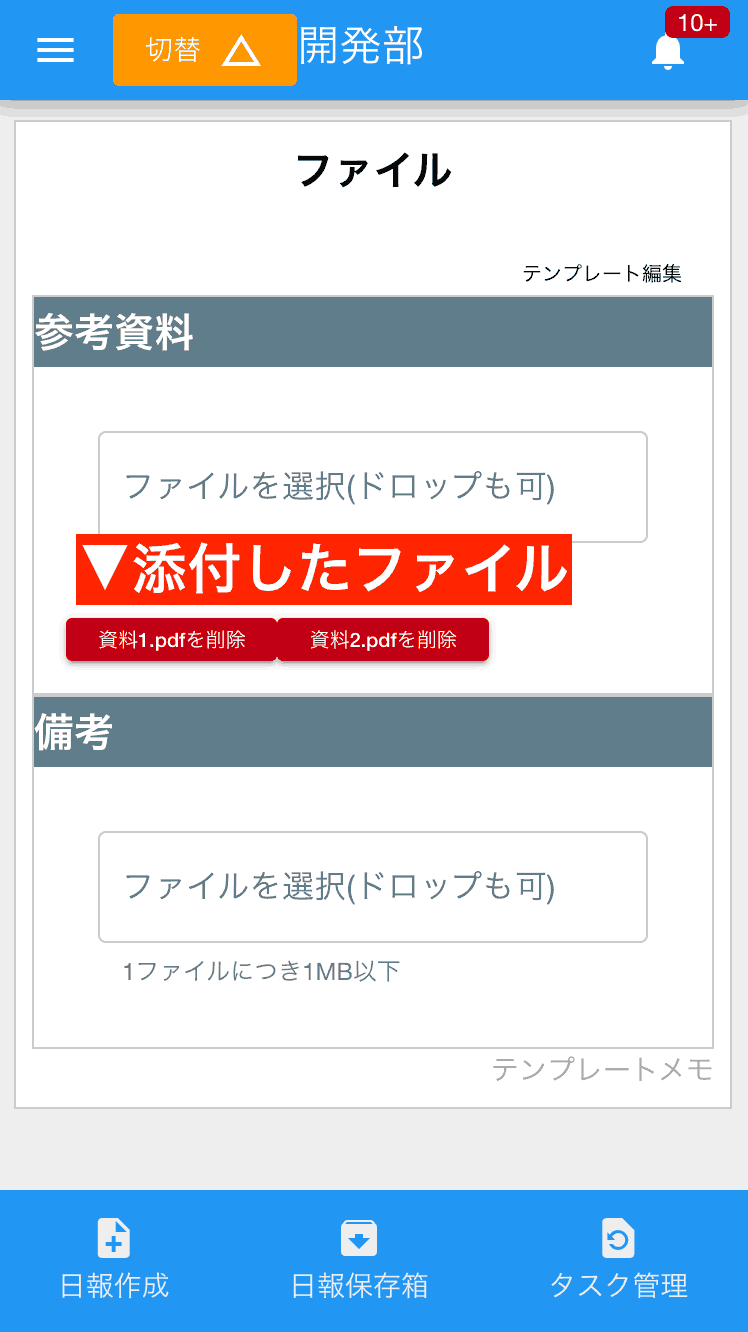 切替 △ 開発部 10+
ファイル
テンプレート編集
参考資料
ファイルを選択(ドロップも可)
▼添付したファイル
資料1.pdfを削除 資料2.pdfを削除
備考
ファイルを選択(ドロップも可)
1ファイルにつき1MB以下
テンプレートメモ
日報作成 日報保存箱 タスク管理